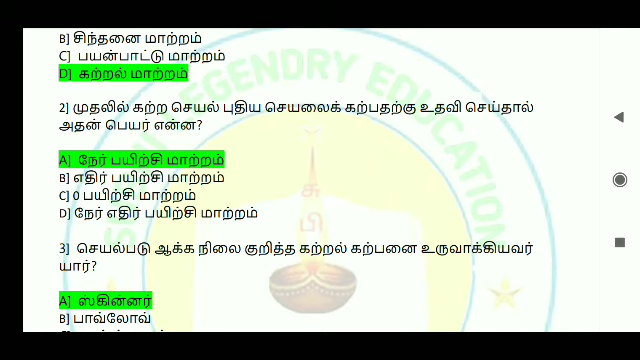 B] சிந்தனை மாற்றம்
C] பயன்பாட்டு மாற்றம்
D] கற்றல் மாற்றம்
2] முதலில் கற்ற செயல் புதிய செயலைக் கற்பதற்கு உதவி செய்தால்
அதன் பெயர் என்ன?
A] நேர் பயிற்சி மாற்றம்
B] எதிர் பயிற்சி மாற்றம்
C] 0 பயிற்சி மாற்றம்
D] நேர் எதிர் பயிற்சி மாற்றம்
3] செயல்படு ஆக்க நிலை குறித்த கற்றல் கற்பனை உருவாக்கியவர்
யார்?
A] ஸ்கின்னர்
B] பாவ்லோவ்